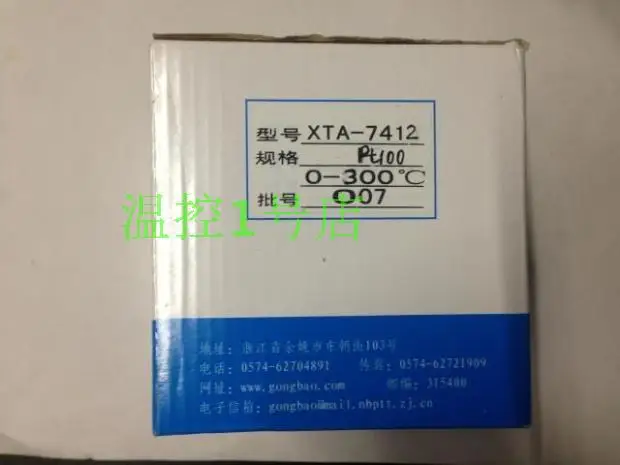 型号 XTA-7412
规格 Pt100
0-300℃
批号 007
温控1号店
地址: 浙江省余姚市车朝街103号
电话: 0574-62704891 传真: 0574-62721909
网址: www.gongbao.com 邮编: 315400
电子信箱: gongbao@mail.nbptt.zj.cn